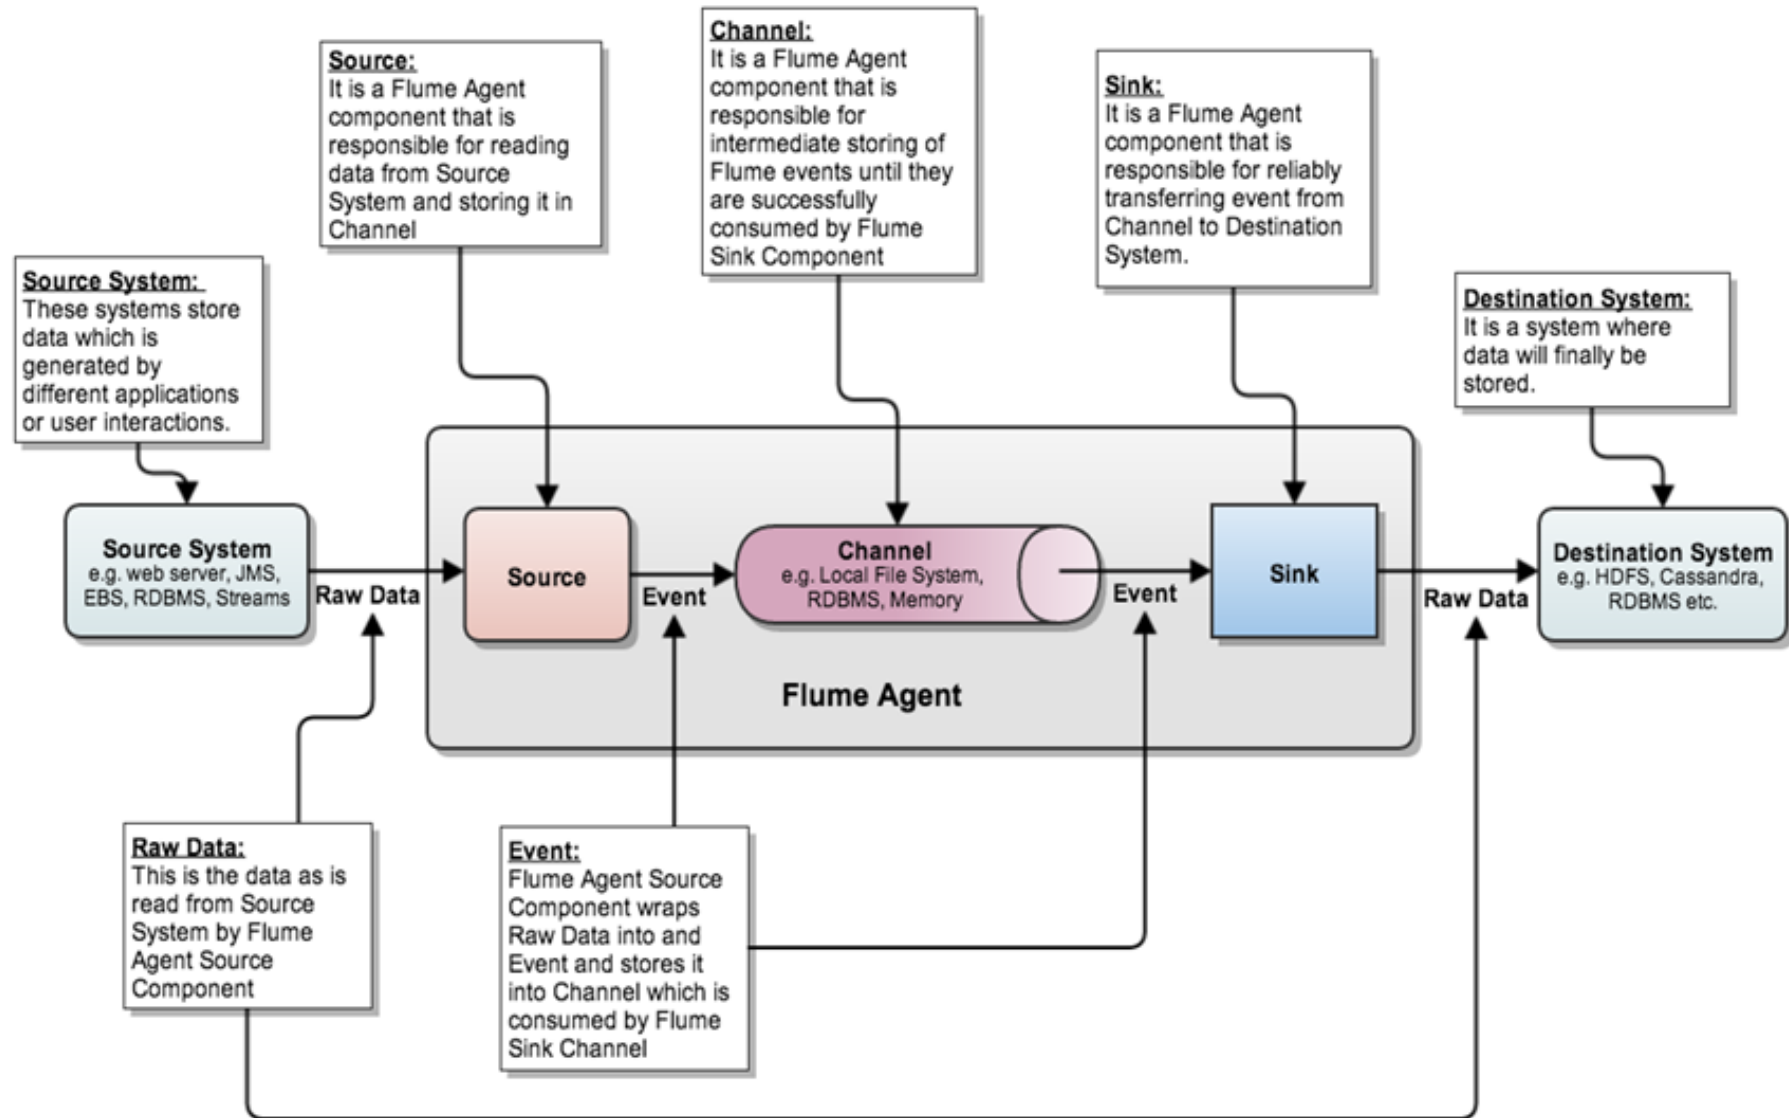 Channel:
It is a Flume Agent
component that is
responsible for
intermediate storing of
Flume events until they
are successfully
consumed by Flume
Sink Component
Source:
It is a Flume Agent
component that is
responsible for reading
data from Source
System and storing it in
Channel
Sink:
It is a Flume Agent
component that is
responsible for reliably
transferring event from
Channel to Destination
System.
Source System:
These systems store
data which is
generated by
different applications
or user interactions.
Destination System:
It is a system where
data will finally be
stored.
Source System
e.g. web server, JMS,
EBS, RDBMS, Streams
Raw Data
Source
Event
Channel
e.g. Local File System,
RDBMS, Memory
Event
Sink
Raw Data
Destination System
e.g. HDFS, Cassandra,
RDBMS etc.
Flume Agent
Raw Data:
This is the data as is
read from Source
System by Flume
Agent Source
Component
Event:
Flume Agent Source
Component wraps
Raw Data into and
Event and stores it
into Channel which is
consumed by Flume
Sink Channel